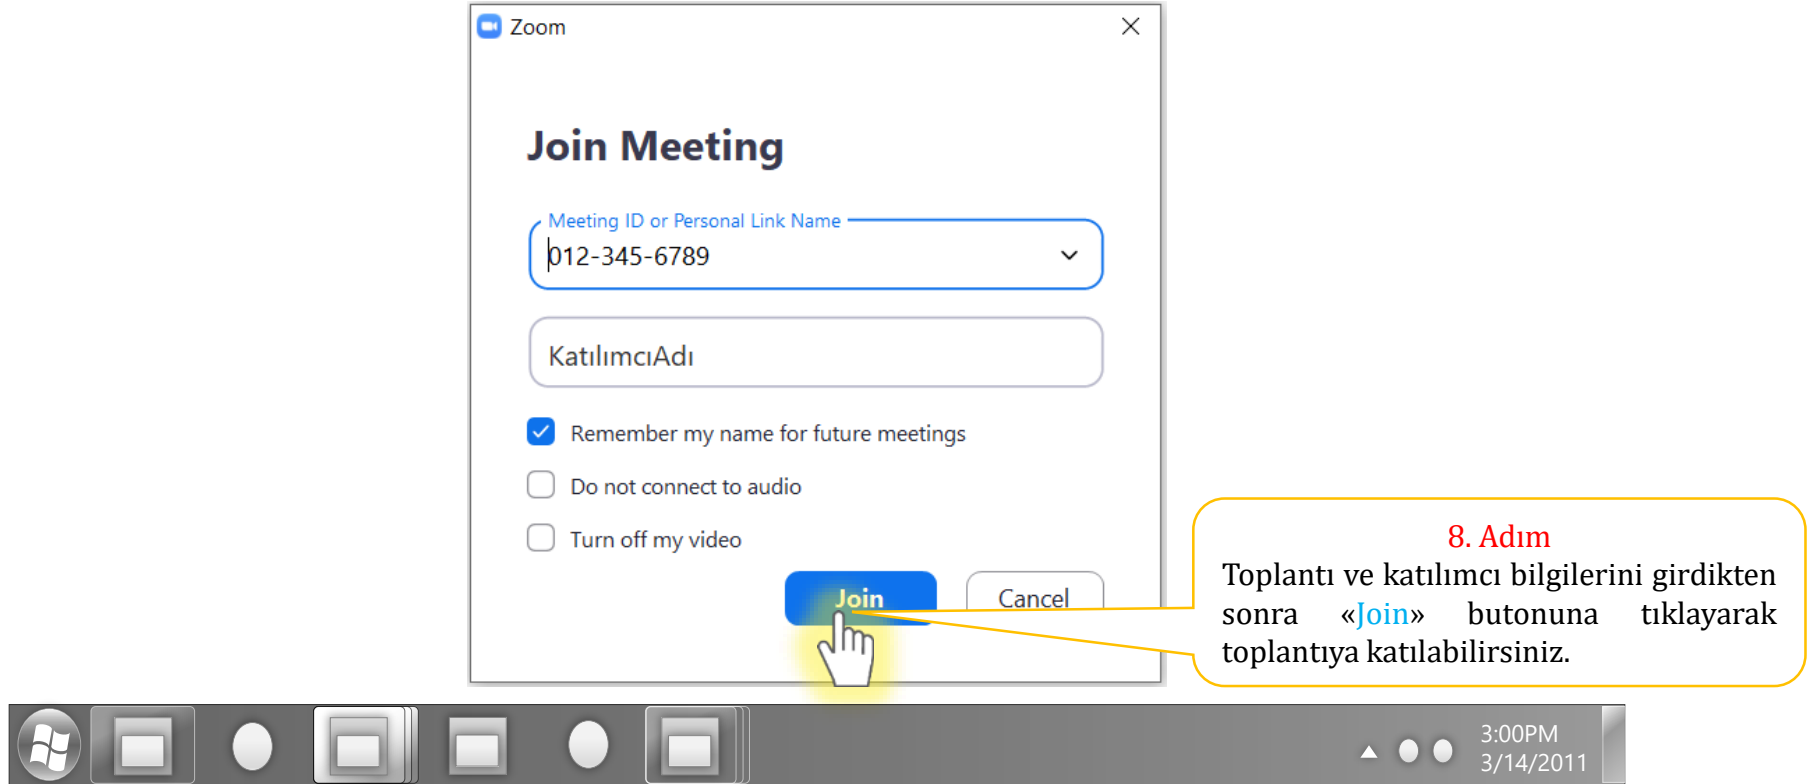 Zoom
Join Meeting
Meeting ID or Personal Link Name
012-345-6789
KatılımcıAdı
Remember my name for future meetings
Do not connect to audio
Turn off my video
Join
Cancel
8. Adım
Toplantı ve katılımcı bilgilerini girdikten
sonra «Join» butonuna tıklayarak
toplantıya katılabilirsiniz.
3:00PM
3/14/2011